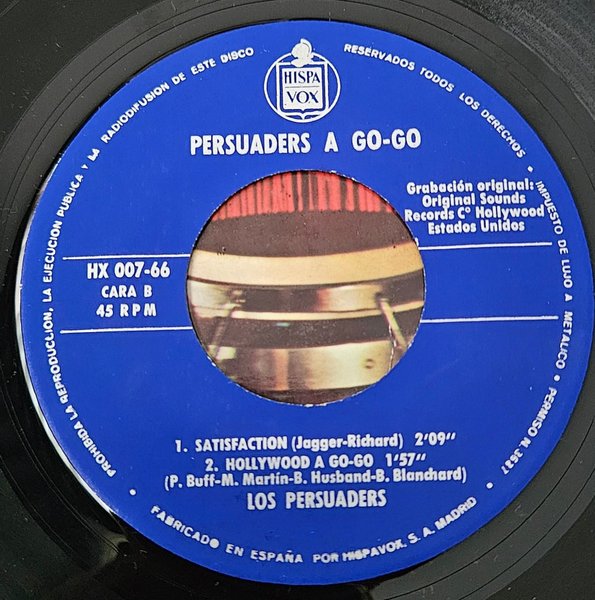 HISPA
VOX
PERSUADERS A GO-GO
Grabación original:
Original Sounds
Records Cº Hollywood
Estados Unidos
HX 007-66
CARA B
45 RPM
1. SATISFACTION (Jagger-Richard) 2'09"
2. HOLLYWOOD A GO-GO 1'57"
(P. Buff-M. Martín-B. Husband-B. Blanchard)
LOS PERSUADERS
PROHIBIDA LA REPRODUCCION, LA EJECUCION PUBLICA Y LA RADIODIFUSION DE ESTE DISCO
RESERVADOS TODOS LOS DERECHOS • IMPUESTO DE LUJO A METALICO • PERMISO N. 3537
• FABRICADO EN ESPAÑA POR HISPAVOX, S. A. MADRID •